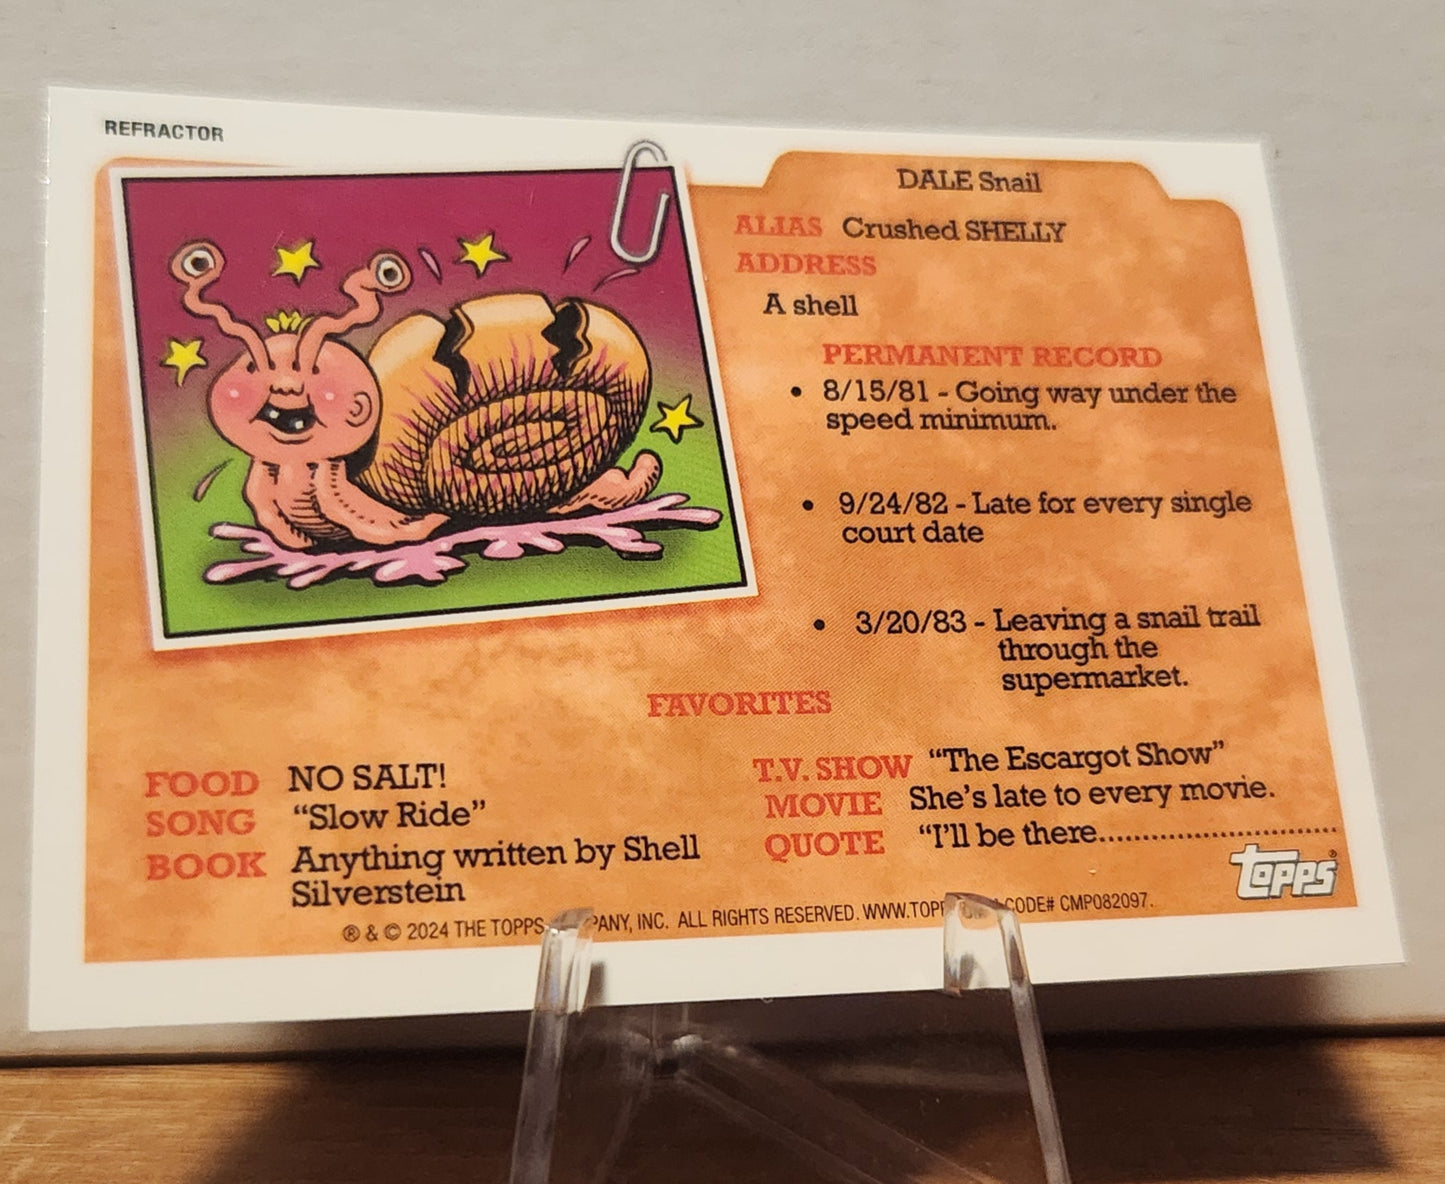 REFRACTOR
DALE Snail
ALIAS Crushed SHELLY
ADDRESS
A shell
PERMANENT RECORD
• 8/15/81 - Going way under the
speed minimum.
• 9/24/82 - Late for every single
court date
• 3/20/83 - Leaving a snail trail
through the
supermarket.
FAVORITES
FOOD NO SALT!
SONG "Slow Ride"
BOOK Anything written by Shell
Silverstein
T.V. SHOW "The Escargot Show"
MOVIE She's late to every movie.
QUOTE "I'll be there..............................
topps®
® & © 2024 THE TOPPS PANY, INC. ALL RIGHTS RESERVED. WWW.TOPP CODE# CMP082097.